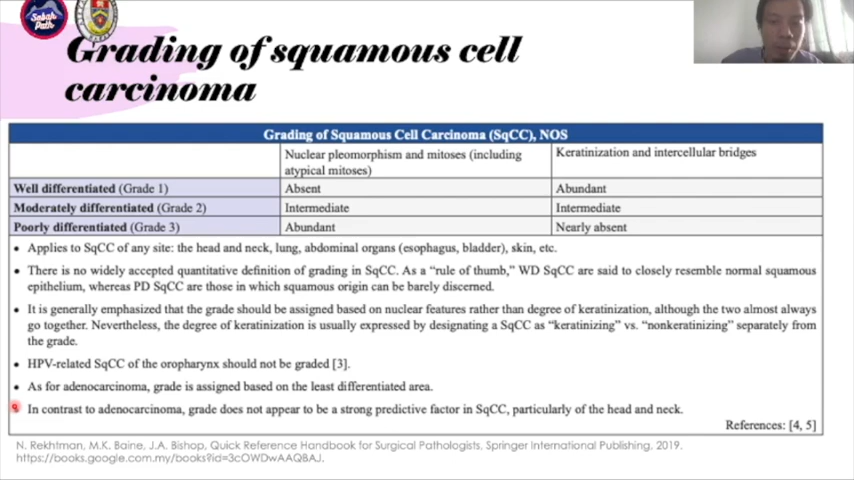 Sabah
Path
Grading of squamous cell
carcinoma
Grading of Squamous Cell Carcinoma (SqCC), NOS
Nuclear pleomorphism and mitoses (including
atypical mitoses)
Keratinization and intercellular bridges
Well differentiated (Grade 1)
Absent
Abundant
Moderately differentiated (Grade 2)
Intermediate
Intermediate
Poorly differentiated (Grade 3)
Abundant
Nearly absent
• Applies to SqCC of any site: the head and neck, lung, abdominal organs (esophagus, bladder), skin, etc.
• There is no widely accepted quantitative definition of grading in SqCC. As a “rule of thumb,” WD SqCC are said to closely resemble normal squamous
epithelium, whereas PD SqCC are those in which squamous origin can be barely discerned.
• It is generally emphasized that the grade should be assigned based on nuclear features rather than degree of keratinization, although the two almost always
go together. Nevertheless, the degree of keratinization is usually expressed by designating a SqCC as “keratinizing” vs. “nonkeratinizing” separately from
the grade.
• HPV-related SqCC of the oropharynx should not be graded [3].
• As for adenocarcinoma, grade is assigned based on the least differentiated area.
• In contrast to adenocarcinoma, grade does not appear to be a strong predictive factor in SqCC, particularly of the head and neck.
References: [4, 5]
N. Rekhtman, M.K. Baine, J.A. Bishop, Quick Reference Handbook for Surgical Pathologists, Springer International Publishing, 2019.
https://books.google.com.my/books?id=3cOWDwAAQBAJ.